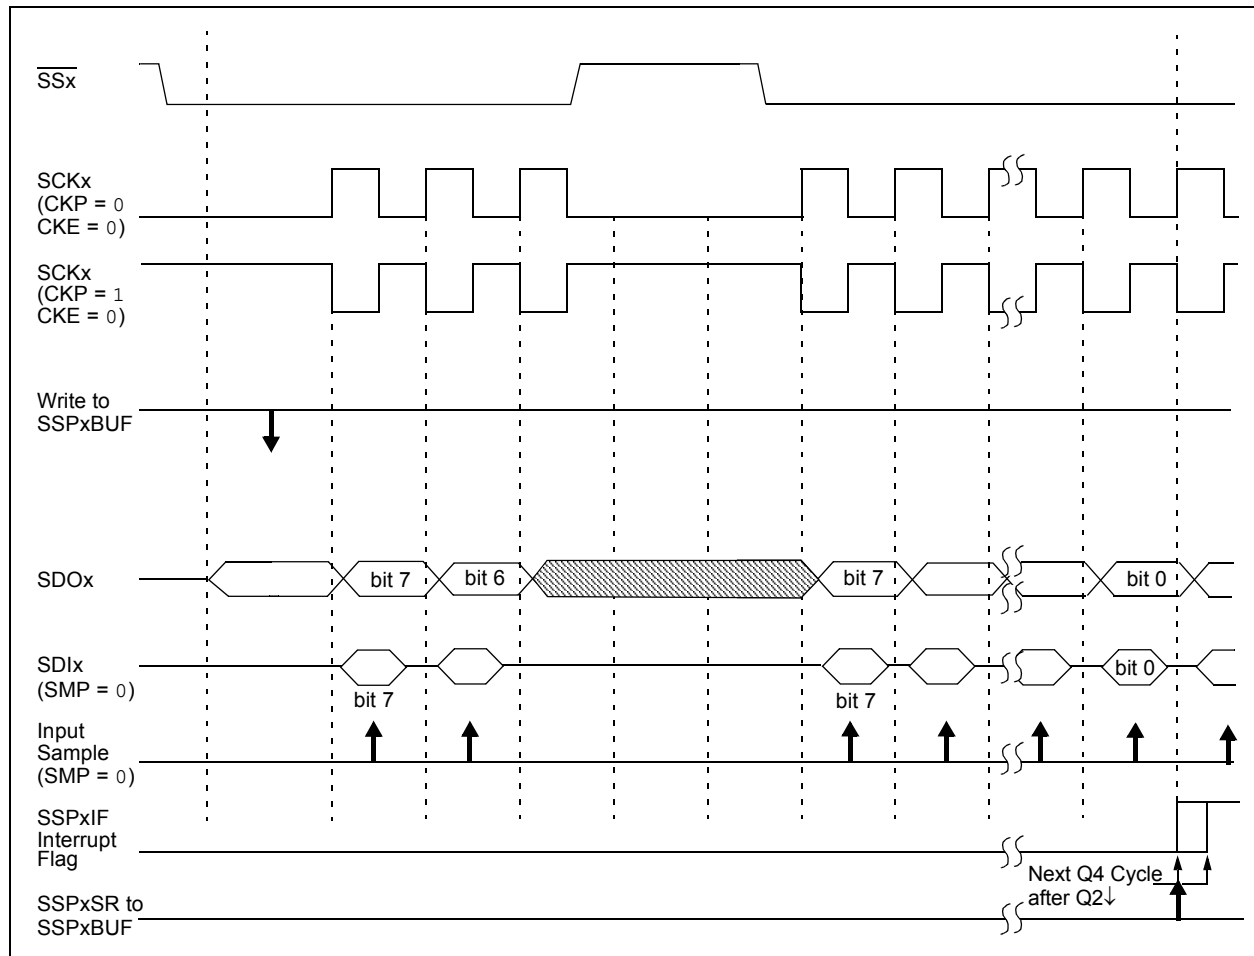 SSx
SCKx
(CKP = 0
CKE = 0)
SCKx
(CKP = 1
CKE = 0)
Write to
SSPxBUF
SDOx
bit 7
bit 6
bit 7
bit 0
SDIx
(SMP = 0)
bit 7
bit 7
bit 0
Input
Sample
(SMP = 0)
SSPxIF
Interrupt
Flag
Next Q4 Cycle
after Q2↓
SSPxSR to
SSPxBUF